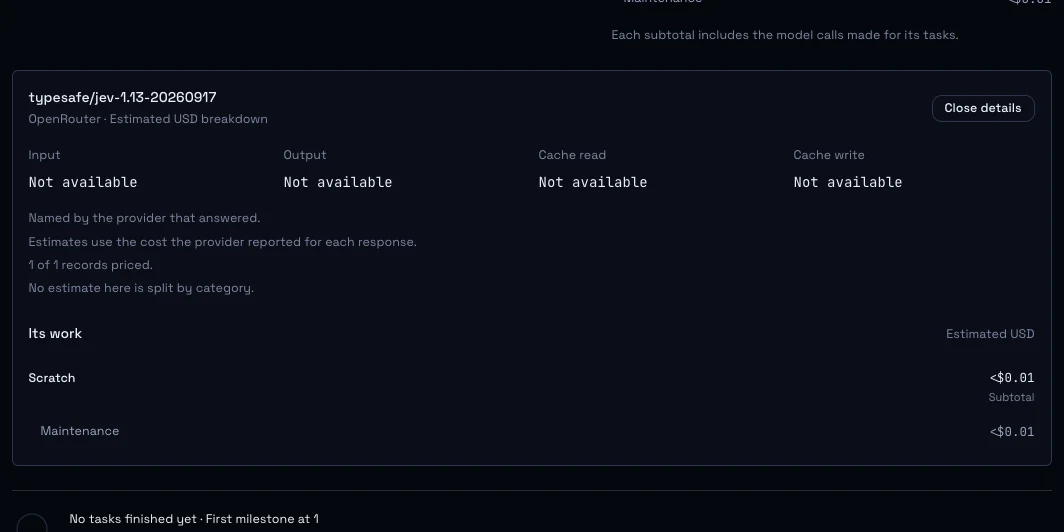 Maintenance <$0.01
Each subtotal includes the model calls made for its tasks.
typesafe/jev-1.13-20260917
OpenRouter · Estimated USD breakdown
Close details
Input Output Cache read Cache write
Not available Not available Not available Not available
Named by the provider that answered.
Estimates use the cost the provider reported for each response.
1 of 1 records priced.
No estimate here is split by category.
Its work Estimated USD
Scratch <$0.01
Subtotal
Maintenance <$0.01
No tasks finished yet · First milestone at 1